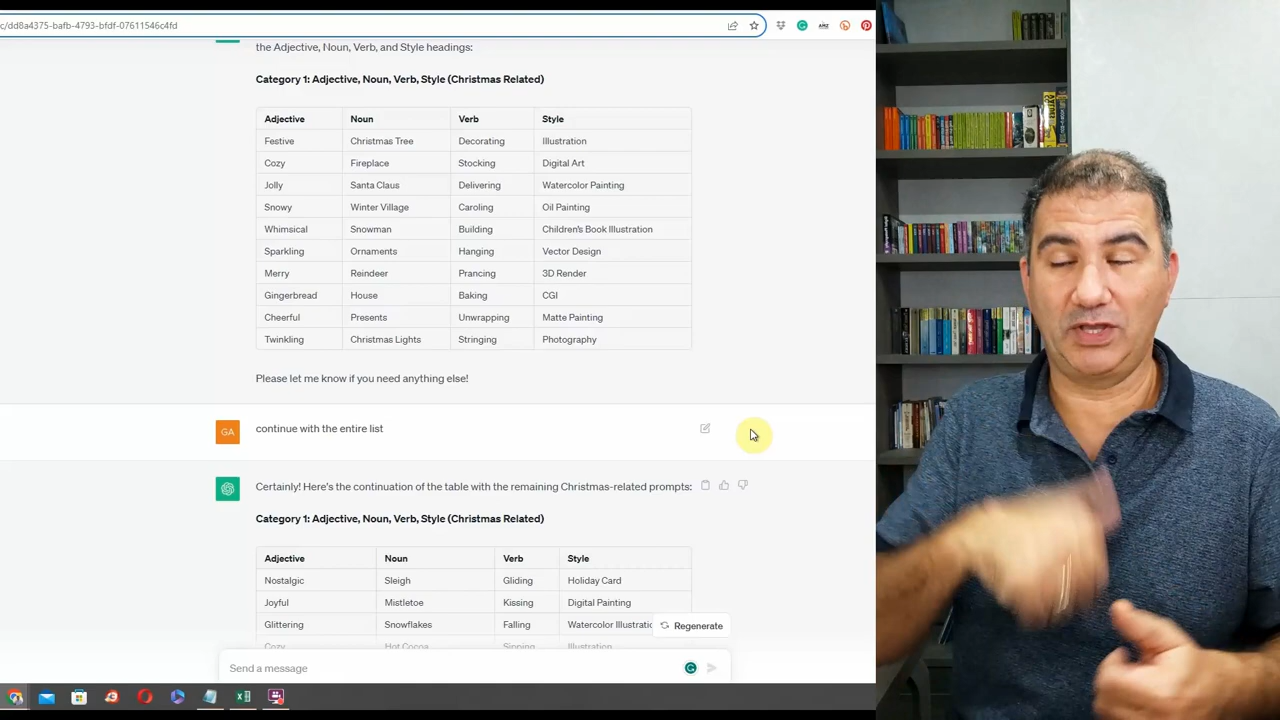 c/dd8a4375-bafb-4793-bfdf-07611546c4fd
the Adjective, Noun, Verb, and Style headings:
Category 1: Adjective, Noun, Verb, Style (Christmas Related)
Adjective Noun Verb Style
Festive Christmas Tree Decorating Illustration
Cozy Fireplace Stocking Digital Art
Jolly Santa Claus Delivering Watercolor Painting
Snowy Winter Village Caroling Oil Painting
Whimsical Snowman Building Children's Book Illustration
Sparkling Ornaments Hanging Vector Design
Merry Reindeer Prancing 3D Render
Gingerbread House Baking CGI
Cheerful Presents Unwrapping Matte Painting
Twinkling Christmas Lights Stringing Photography
Please let me know if you need anything else!
GA continue with the entire list
Certainly! Here's the continuation of the table with the remaining Christmas-related prompts:
Category 1: Adjective, Noun, Verb, Style (Christmas Related)
Adjective Noun Verb Style
Nostalgic Sleigh Gliding Holiday Card
Joyful Mistletoe Kissing Digital Painting
Glittering Snowflakes Falling Watercolor Illustratio
Regenerate
Cozy Hot Cocoa Sipping Illustration
Send a message